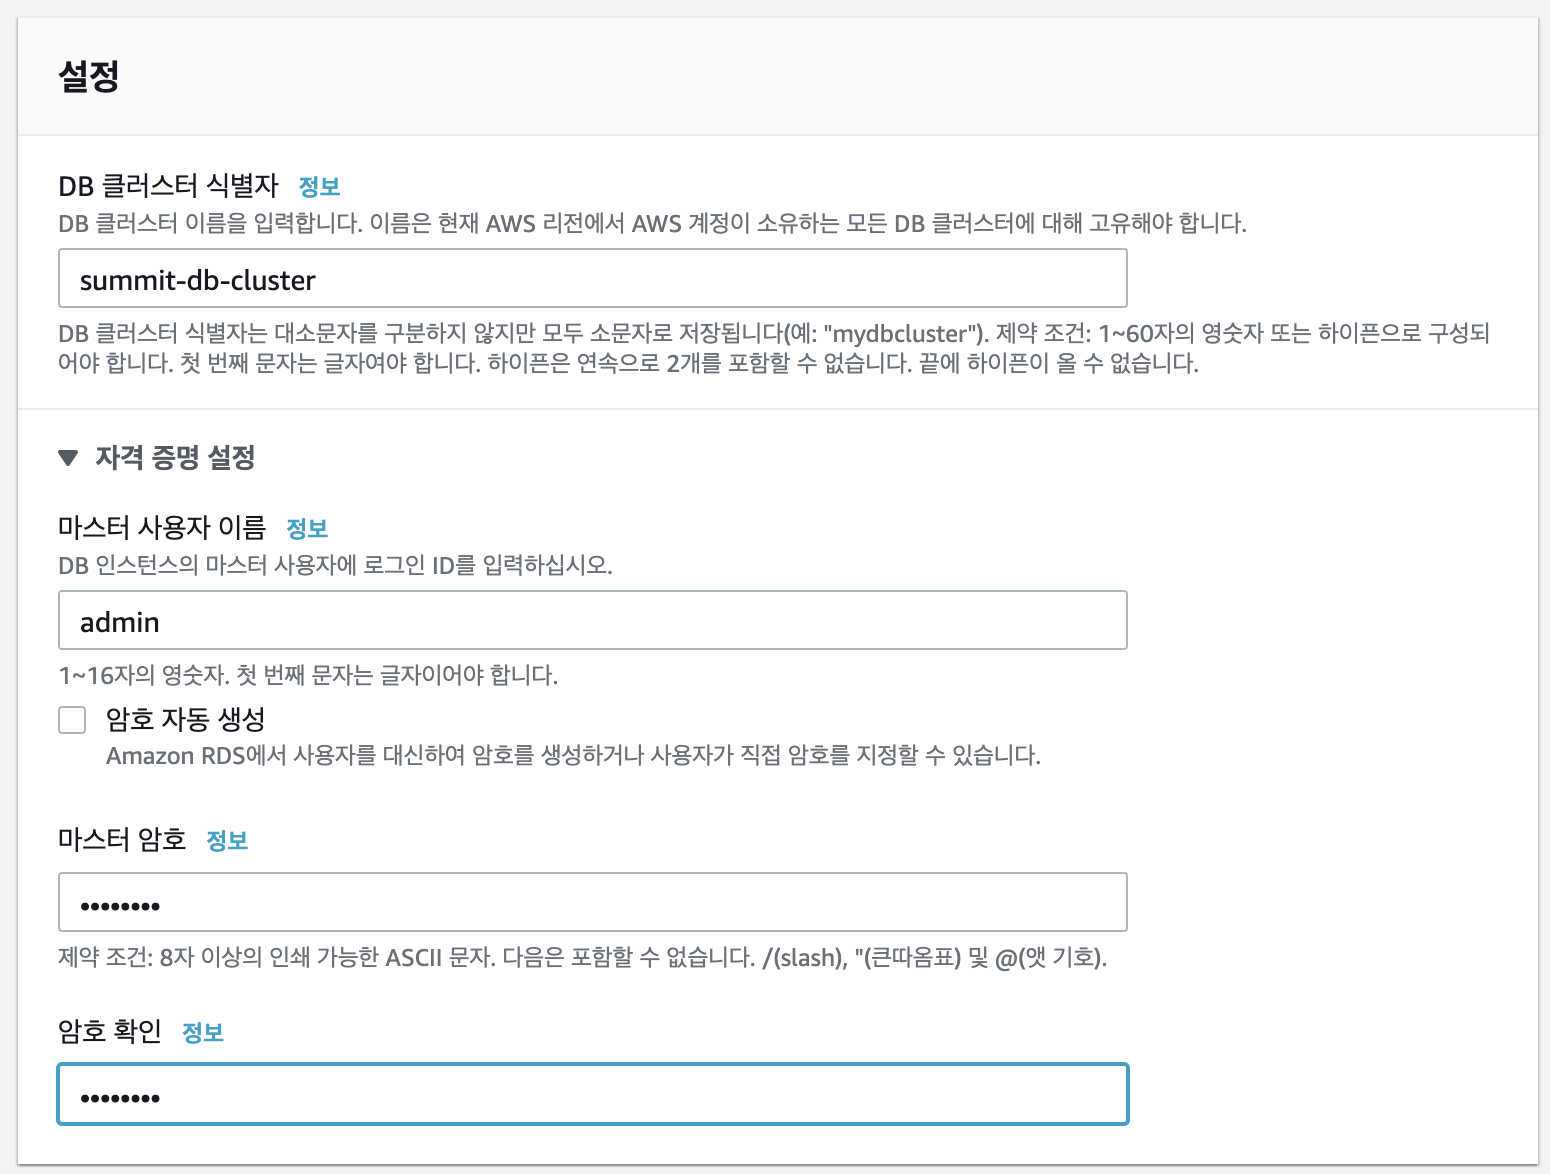 설정
DB 클러스터 식별자 정보
DB 클러스터 이름을 입력합니다. 이름은 현재 AWS 리전에서 AWS 계정이 소유하는 모든 DB 클러스터에 대해 고유해야 합니다.
summit-db-cluster
DB 클러스터 식별자는 대소문자를 구분하지 않지만 모두 소문자로 저장됩니다(예: "mydbcluster"). 제약 조건: 1~60자의 영숫자 또는 하이픈으로 구성되
어야 합니다. 첫 번째 문자는 글자여야 합니다. 하이픈은 연속으로 2개를 포함할 수 없습니다. 끝에 하이픈이 올 수 없습니다.
▼ 자격 증명 설정
마스터 사용자 이름 정보
DB 인스턴스의 마스터 사용자에 로그인 ID를 입력하십시오.
admin
1~16자의 영숫자. 첫 번째 문자는 글자이어야 합니다.
암호 자동 생성
Amazon RDS에서 사용자를 대신하여 암호를 생성하거나 사용자가 직접 암호를 지정할 수 있습니다.
마스터 암호 정보
••••••••
제약 조건: 8자 이상의 인쇄 가능한 ASCII 문자. 다음은 포함할 수 없습니다. /(slash), "(큰따옴표) 및 @(앳 기호).
암호 확인 정보
••••••••